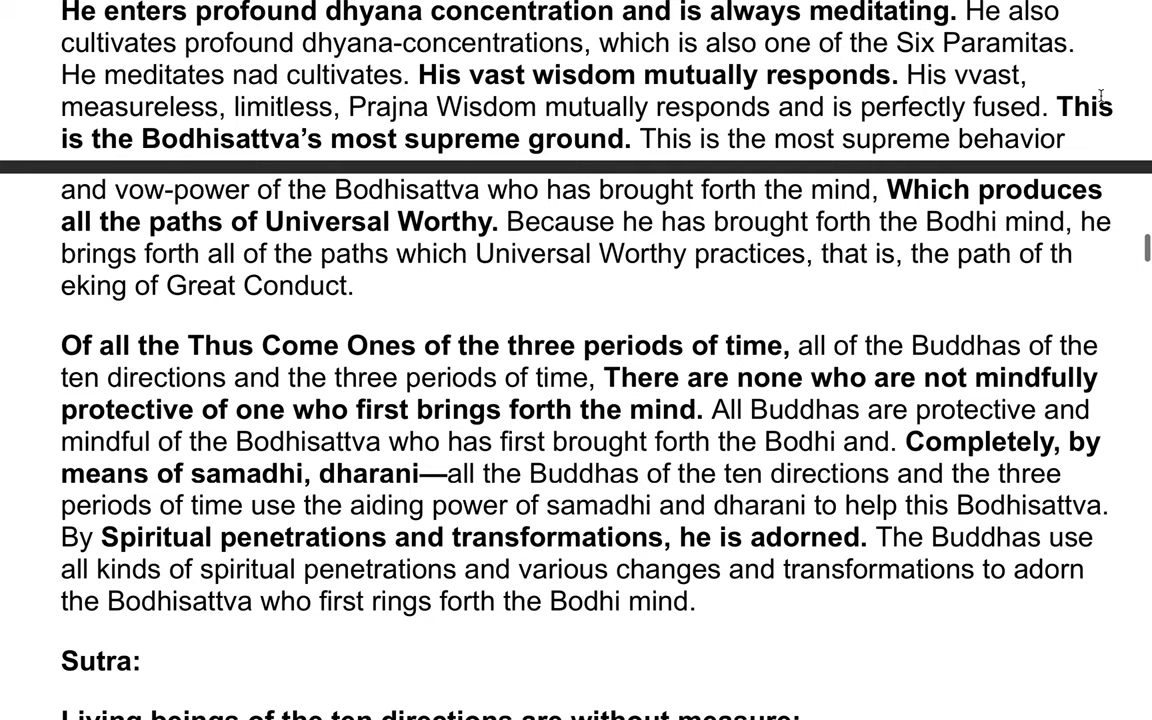 He enters profound dhyana concentration and is always meditating. He also
cultivates profound dhyana-concentrations, which is also one of the Six Paramitas.
He meditates nad cultivates. His vast wisdom mutually responds. His vvast,
measureless, limitless, Prajna Wisdom mutually responds and is perfectly fused. This
is the Bodhisattva’s most supreme ground. This is the most supreme behavior
and vow-power of the Bodhisattva who has brought forth the mind, Which produces
all the paths of Universal Worthy. Because he has brought forth the Bodhi mind, he
brings forth all of the paths which Universal Worthy practices, that is, the path of th
eking of Great Conduct.
Of all the Thus Come Ones of the three periods of time, all of the Buddhas of the
ten directions and the three periods of time, There are none who are not mindfully
protective of one who first brings forth the mind. All Buddhas are protective and
mindful of the Bodhisattva who has first brought forth the Bodhi and. Completely, by
means of samadhi, dharani—all the Buddhas of the ten directions and the three
periods of time use the aiding power of samadhi and dharani to help this Bodhisattva.
By Spiritual penetrations and transformations, he is adorned. The Buddhas use
all kinds of spiritual penetrations and various changes and transformations to adorn
the Bodhisattva who first rings forth the Bodhi mind.
Sutra:
Living beings of the ten directions are without measure;